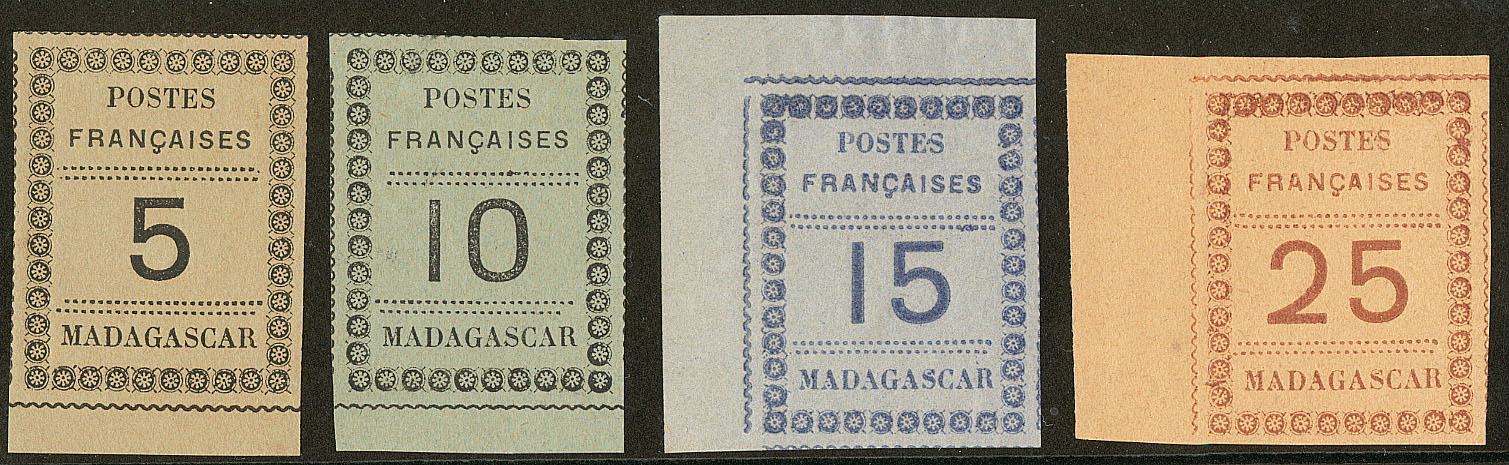 POSTES
FRANÇAISES
5
MADAGASCAR
POSTES
FRANÇAISES
10
MADAGASCAR
POSTES
FRANÇAISES
15
MADAGASCAR
POSTES
FRANÇAISES
25
MADAGASCAR